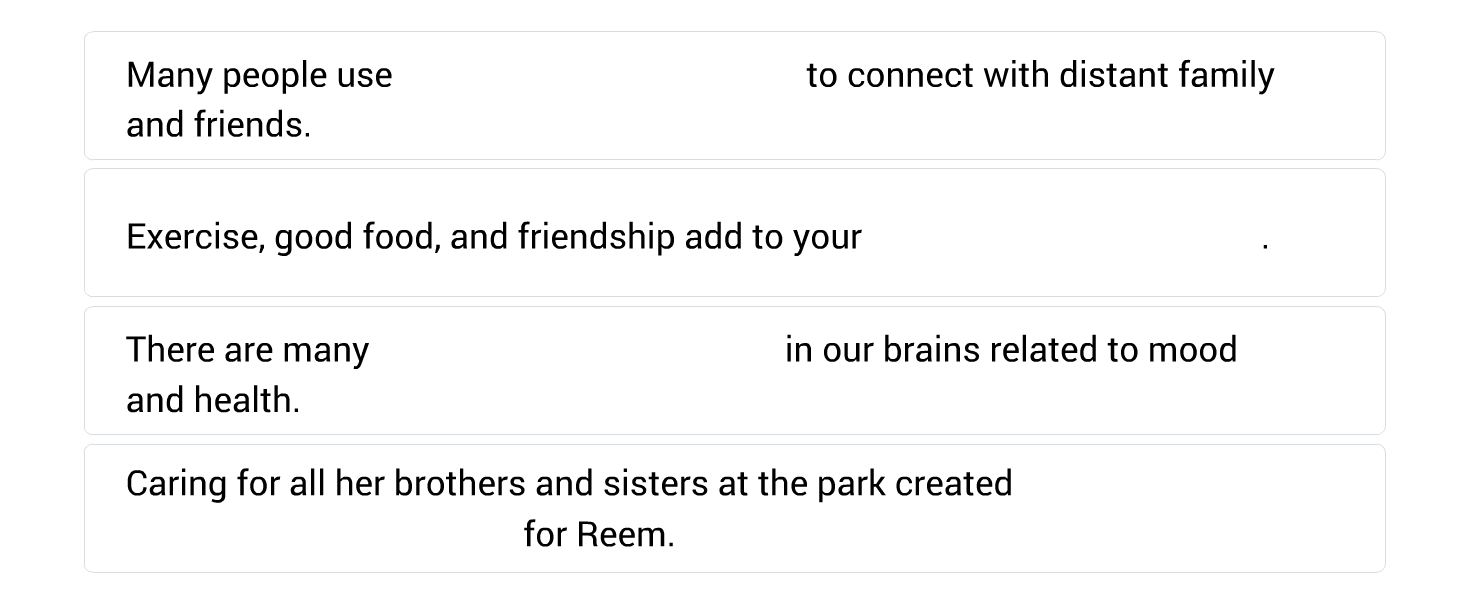 Many people use to connect with distant family
and friends.
Exercise, good food, and friendship add to your .
There are many in our brains related to mood
and health.
Caring for all her brothers and sisters at the park created
for Reem.